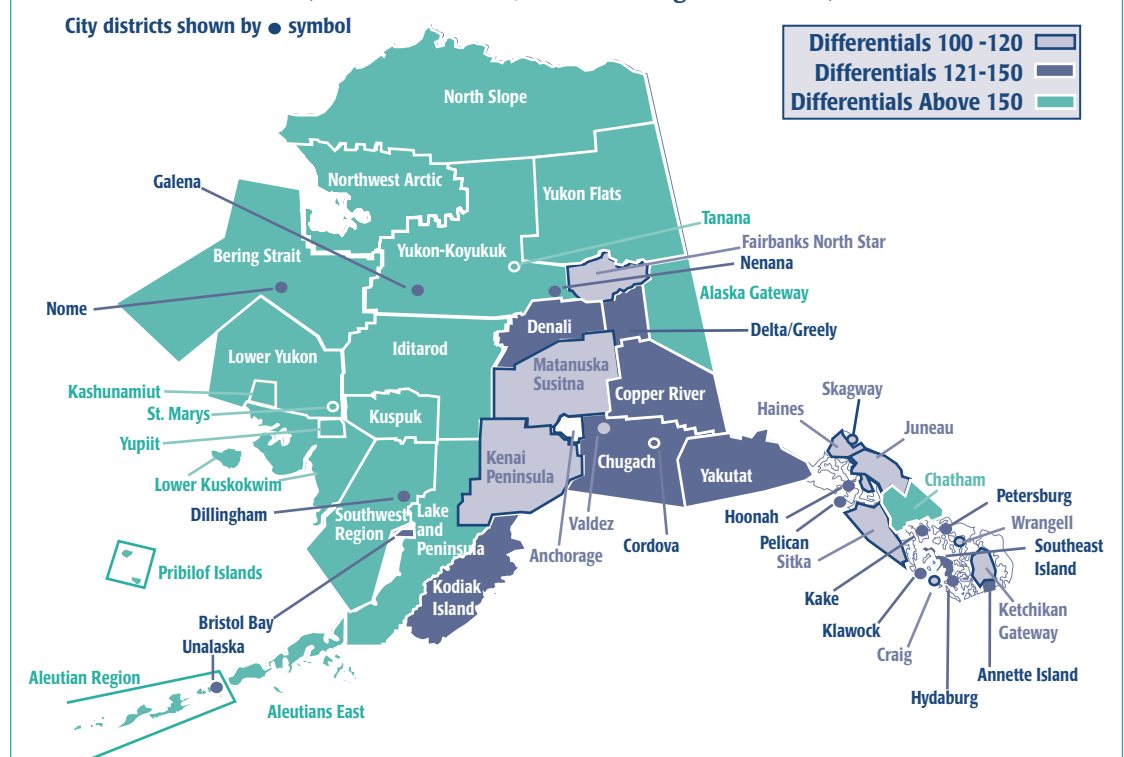 City districts shown by ● symbol
Differentials 100 -120
Differentials 121-150
Differentials Above 150
North Slope
Northwest Arctic
Galena
Yukon Flats
Tanana
Fairbanks North Star
Yukon-Koyukuk
Bering Strait
Nenana
Alaska Gateway
Nome
Denali
Delta/Greely
Iditarod
Lower Yukon
Matanuska
Susitna
Kashunamiut
Copper River
Skagway
St. Marys
Kuspuk
Haines
Juneau
Yupiit
Kenai
Peninsula
Chugach
Yakutat
Chatham
Lower Kuskokwim
Petersburg
Dillingham
Southwest
Region
Lake
and
Peninsula
Valdez
Hoonah
Wrangell
Anchorage
Cordova
Pelican
Sitka
Southeast
Island
Pribilof Islands
Kodiak
Island
Kake
Ketchikan
Gateway
Bristol Bay
Klawock
Unalaska
Craig
Aleutian Region
Annette Island
Hydaburg
Aleutians East